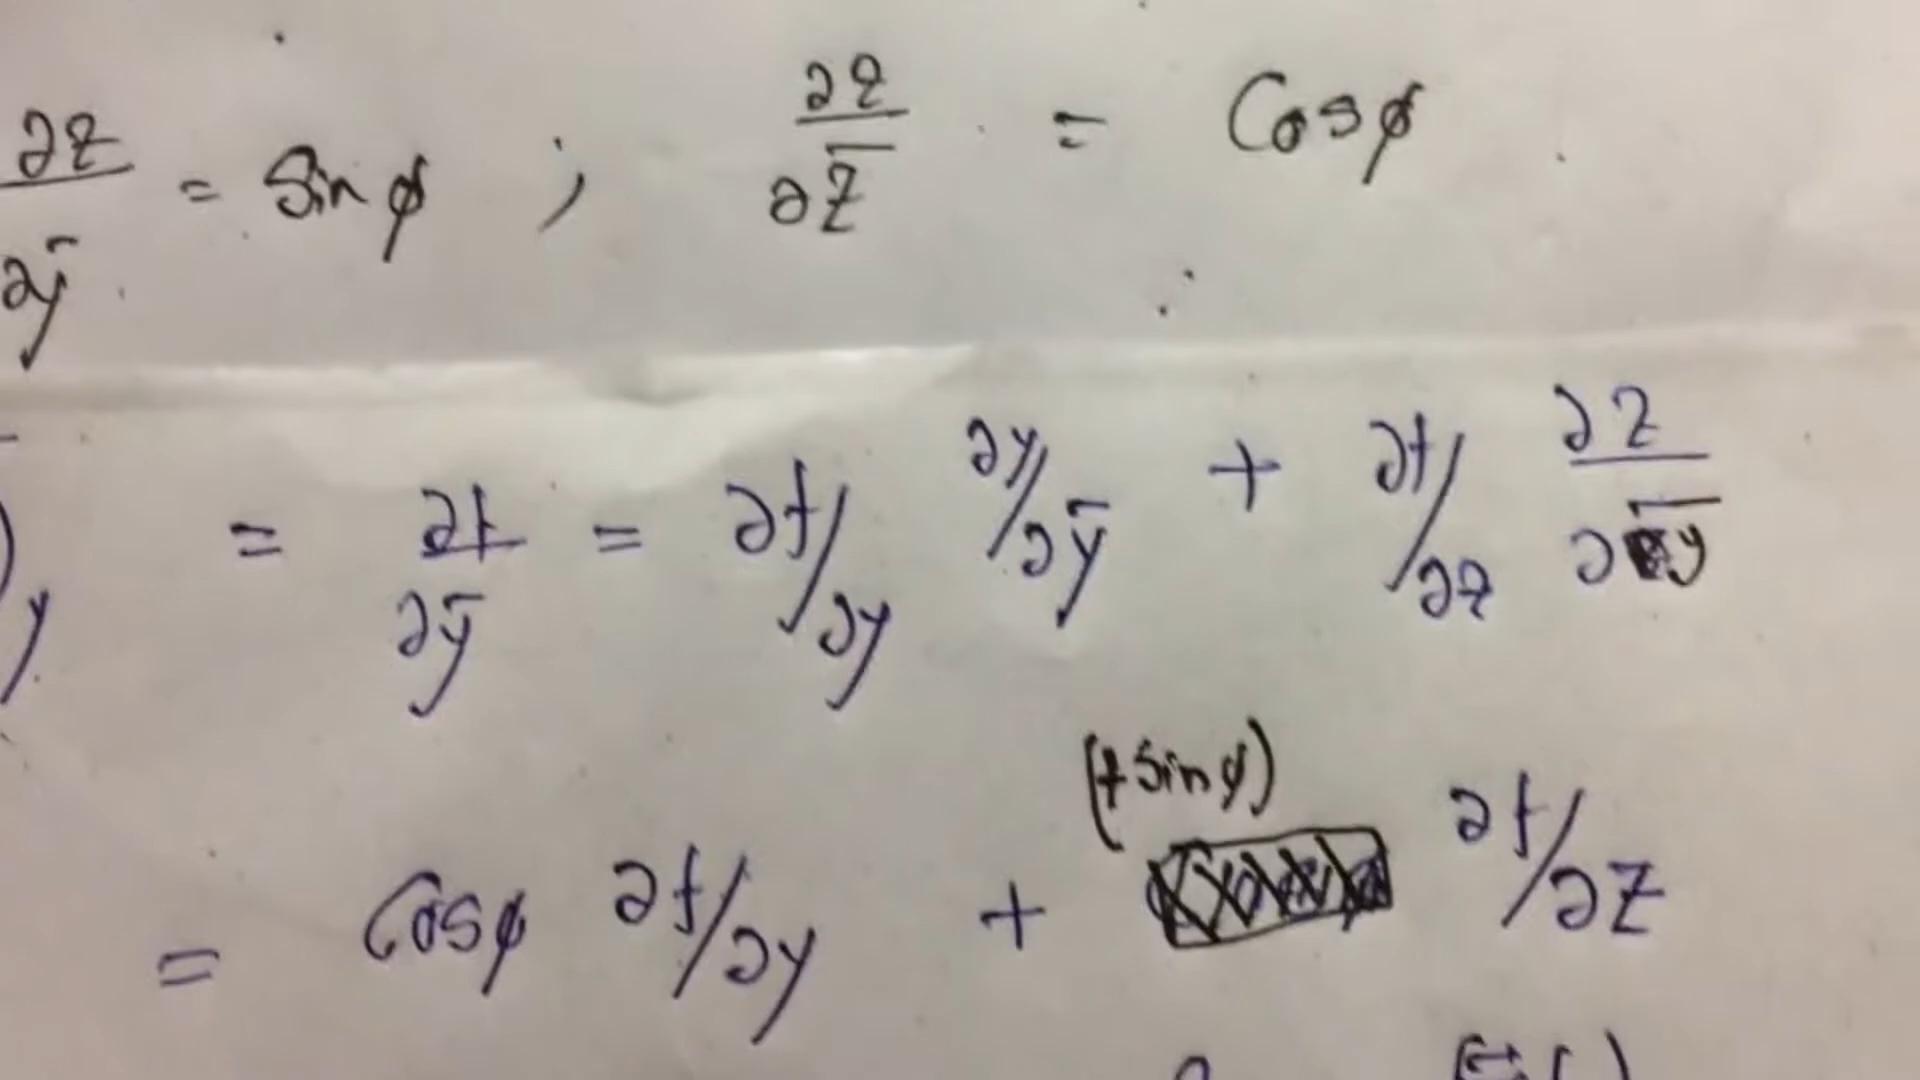 ∂z/∂ȳ = Sin φ ; ∂z/∂z̄ = Cos φ
)y = ∂f/∂ȳ = ∂f/∂y ∂y/∂ȳ + ∂f/∂z ∂z/∂ȳ
(+Sin φ)
= Cos φ ∂f/∂y + ∂f/∂z